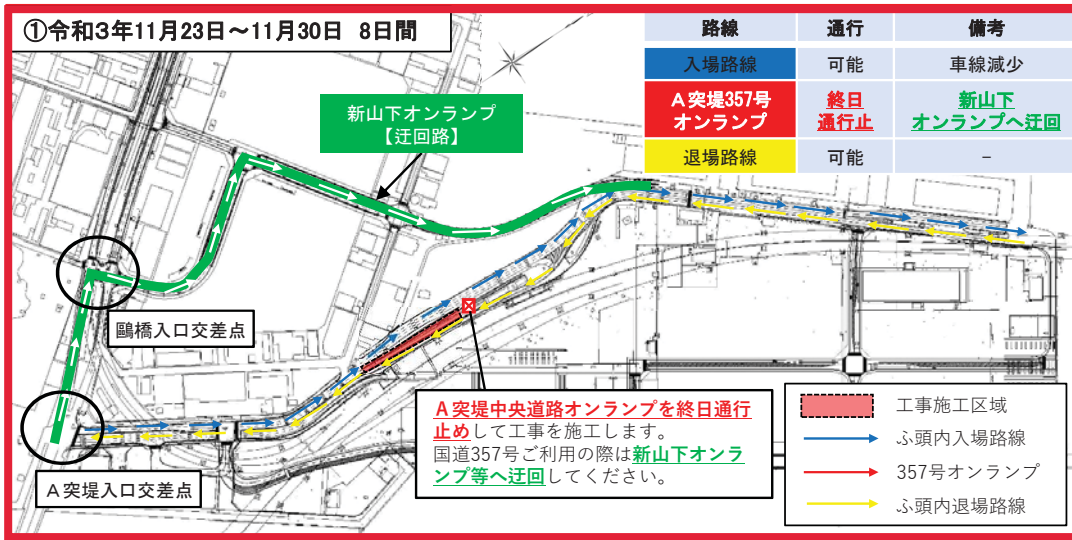 ①令和3年11月23日～11月30日 8日間
路線 通行 備考
入場路線 可能 車線減少
A突堤357号
オンランプ
終日
通行止
新山下
オンランプへ迂回
退場路線 可能 -
新山下オンランプ
【迂回路】
鷗橋入口交差点
A突堤入口交差点
A突堤中央道路オンランプを終日通行
止めして工事を施工します。
国道357号ご利用の際は新山下オンラ
ンプ等へ迂回してください。
工事施工区域
ふ頭内入場路線
357号オンランプ
ふ頭内退場路線